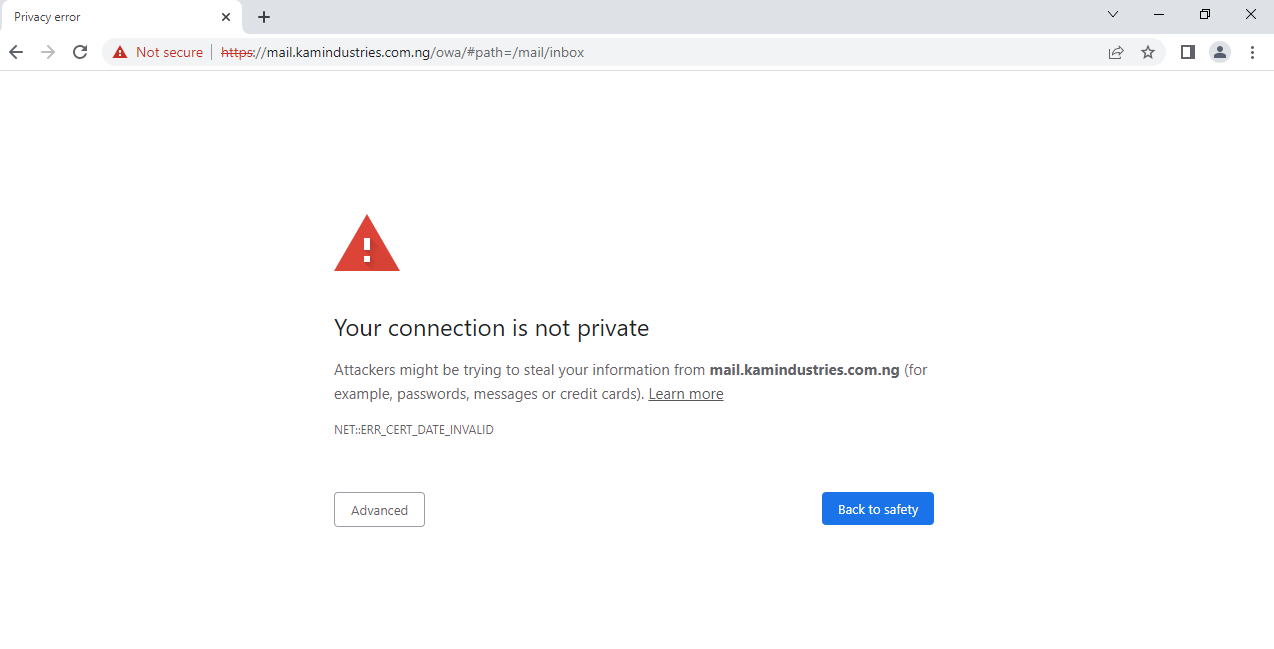 Privacy error
Not secure
https://mail.kamindustries.com.ng/owa/#path=/mail/inbox
Your connection is not private
Attackers might be trying to steal your information from mail.kamindustries.com.ng (for
example, passwords, messages or credit cards). Learn more
NET::ERR_CERT_DATE_INVALID
Advanced
Back to safety